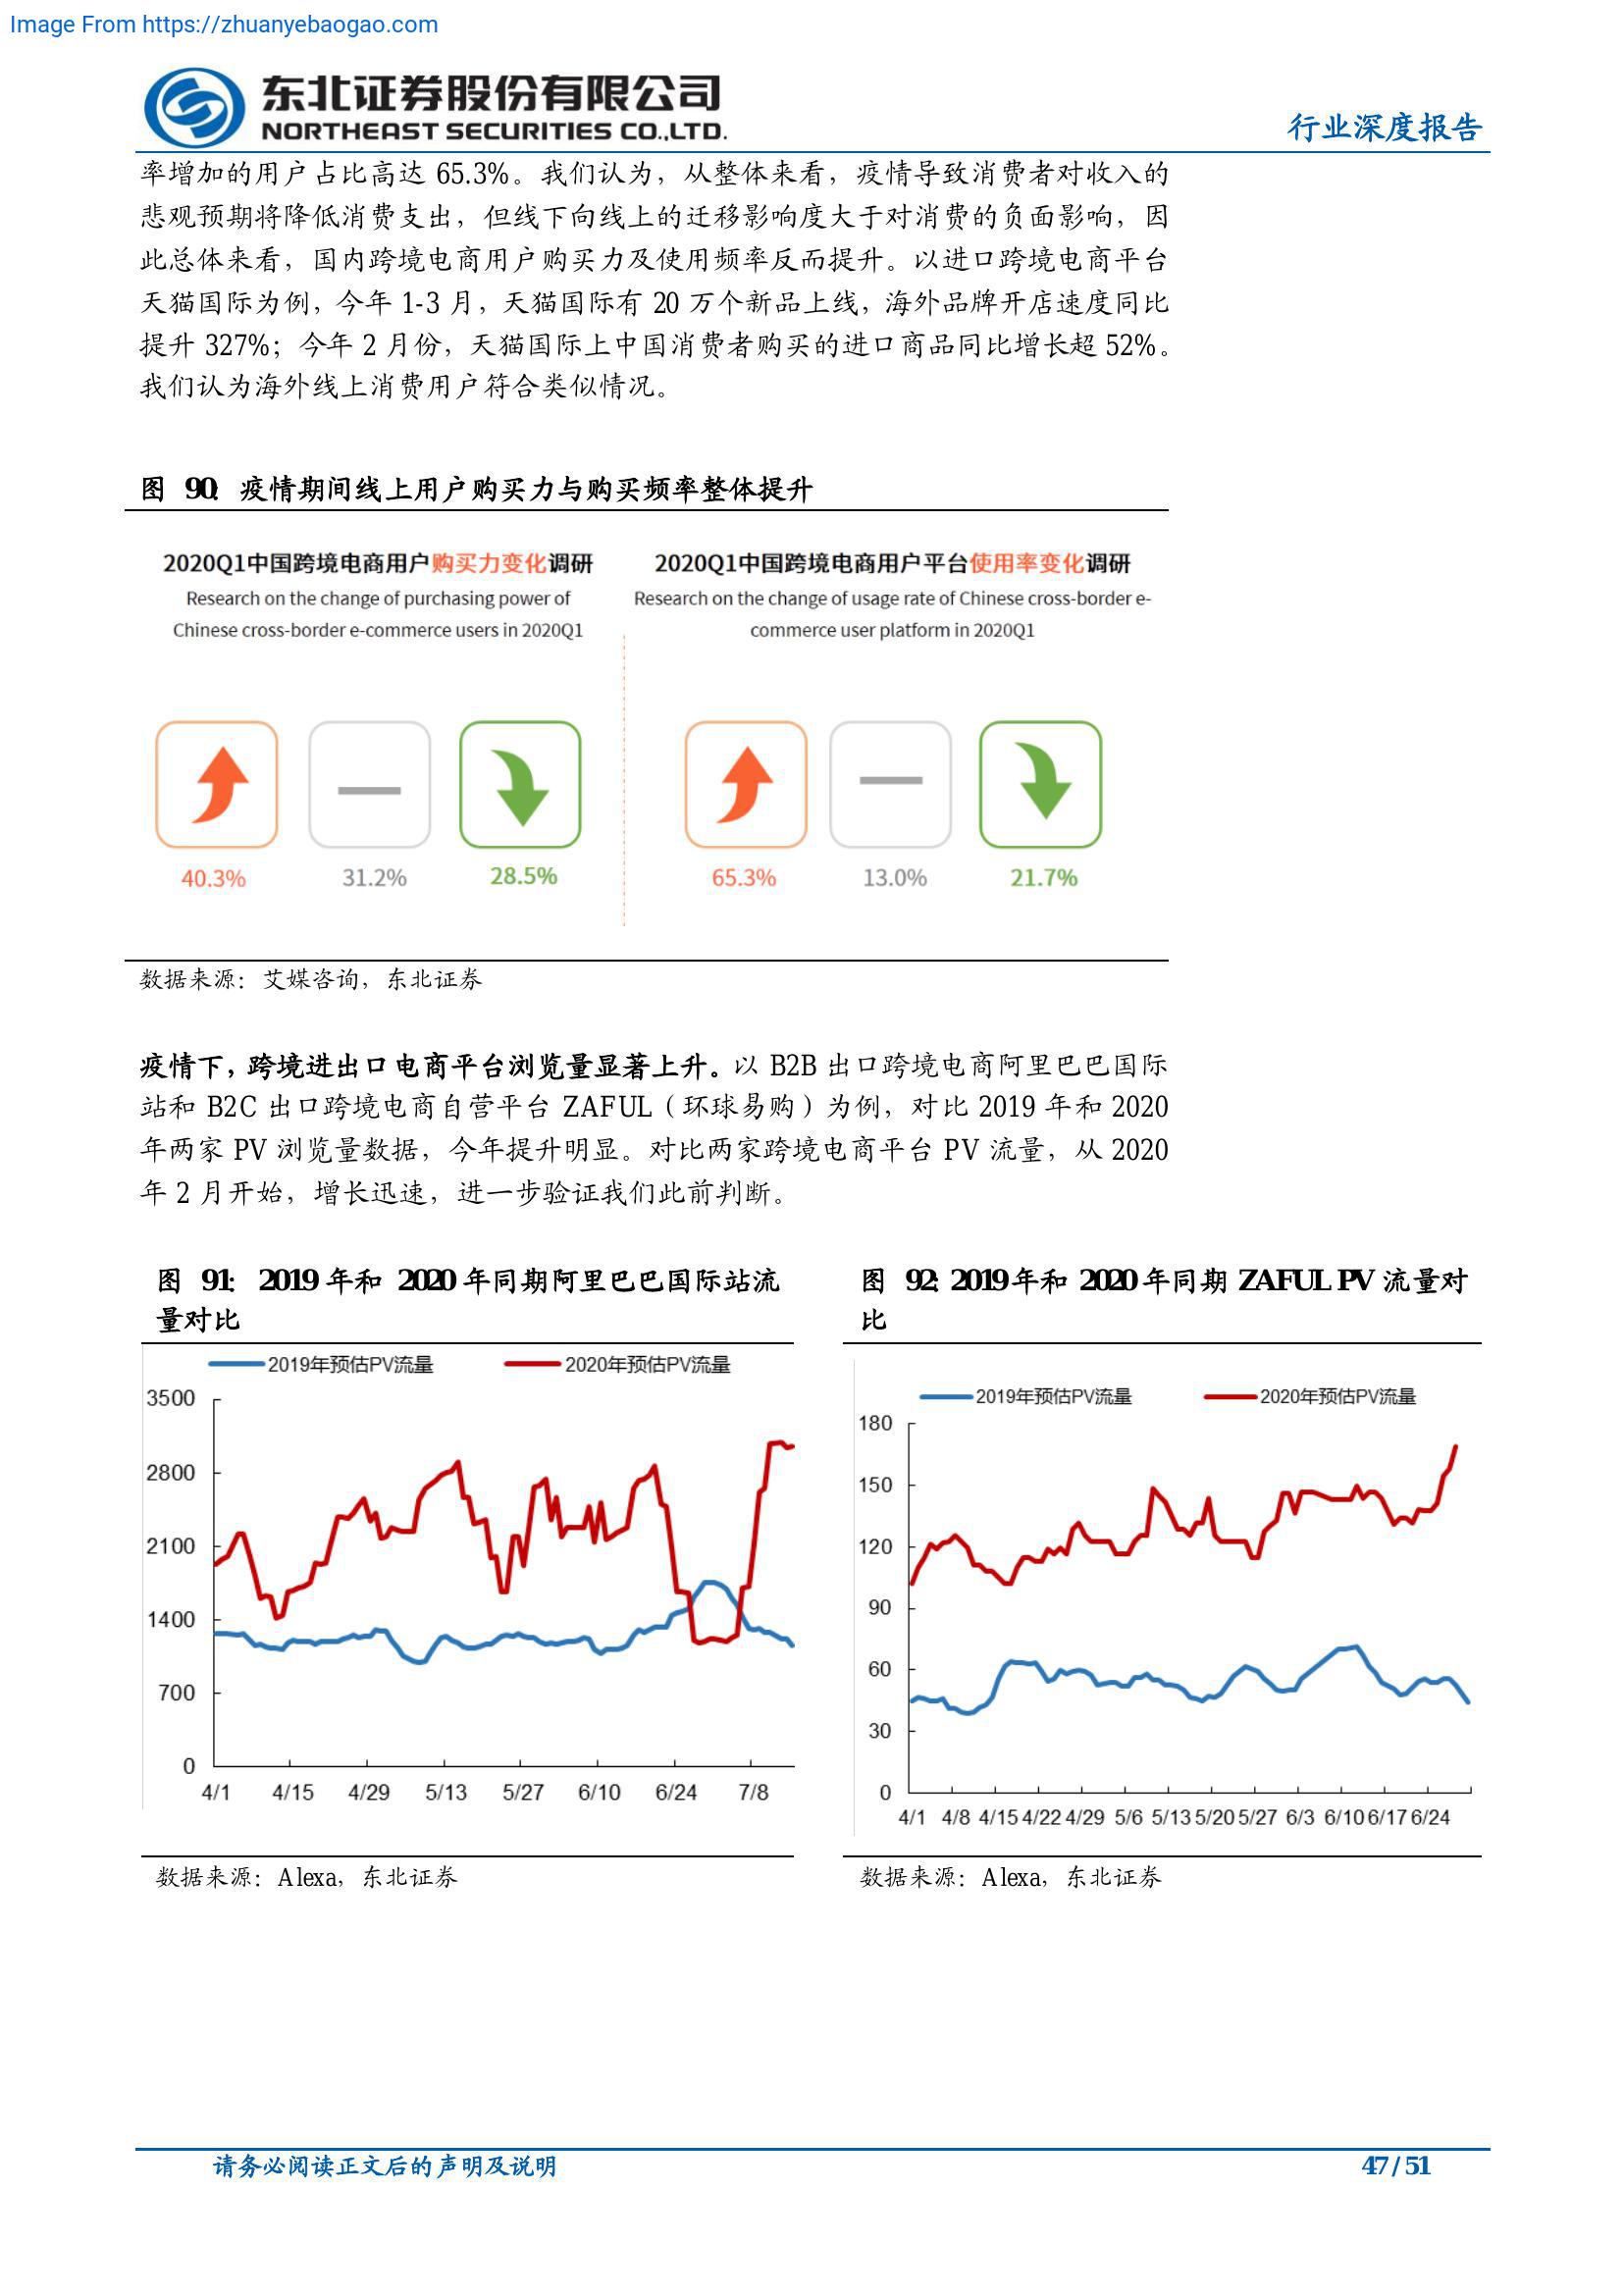 Image From https://zhuanyebaogao.com
东北证券股份有限公司
NORTHEAST SECURITIES CO.,LTD.
行业深度报告
率增加的用户占比高达 65.3%。我们认为，从整体来看，疫情导致消费者对收入的
悲观预期将降低消费支出，但线下向线上的迁移影响度大于对消费的负面影响，因
此总体来看，国内跨境电商用户购买力及使用频率反而提升。以进口跨境电商平台
天猫国际为例，今年 1-3 月，天猫国际有 20 万个新品上线，海外品牌开店速度同比
提升 327%；今年 2 月份，天猫国际上中国消费者购买的进口商品同比增长超 52%。
我们认为海外线上消费用户符合类似情况。
图 90：疫情期间线上用户购买力与购买频率整体提升
2020Q1中国跨境电商用户购买力变化调研
Research on the change of purchasing power of
Chinese cross-border e-commerce users in 2020Q1
40.3% 31.2% 28.5%
2020Q1中国跨境电商用户平台使用率变化调研
Research on the change of usage rate of Chinese cross-border e-
commerce user platform in 2020Q1
65.3% 13.0% 21.7%
数据来源：艾媒咨询，东北证券
疫情下，跨境进出口电商平台浏览量显著上升。以 B2B 出口跨境电商阿里巴巴国际
站和 B2C 出口跨境电商自营平台 ZAFUL（环球易购）为例，对比 2019 年和 2020
年两家 PV 浏览量数据，今年提升明显。对比两家跨境电商平台 PV 流量，从 2020
年 2 月开始，增长迅速，进一步验证我们此前判断。
图 91：2019 年和 2020 年同期阿里巴巴国际站流
量对比
2019年预估PV流量 2020年预估PV流量
3500
2800
2100
1400
700
0
4/1 4/15 4/29 5/13 5/27 6/10 6/24 7/8
数据来源：Alexa，东北证券
图 92：2019 年和 2020 年同期 ZAFUL PV 流量对
比
2019年预估PV流量 2020年预估PV流量
180
150
120
90
60
30
0
4/1 4/8 4/15 4/22 4/29 5/6 5/13 5/20 5/27 6/3 6/10 6/17 6/24
数据来源：Alexa，东北证券
请务必阅读正文后的声明及说明
47 / 51